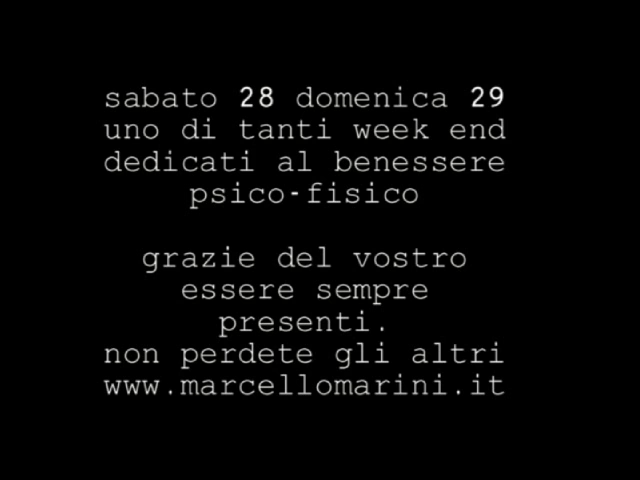 sabato 28 domenica 29
uno di tanti week end
dedicati al benessere
psico-fisico
grazie del vostro
essere sempre
presenti.
non perdete gli altri
www.marcellomarini.it